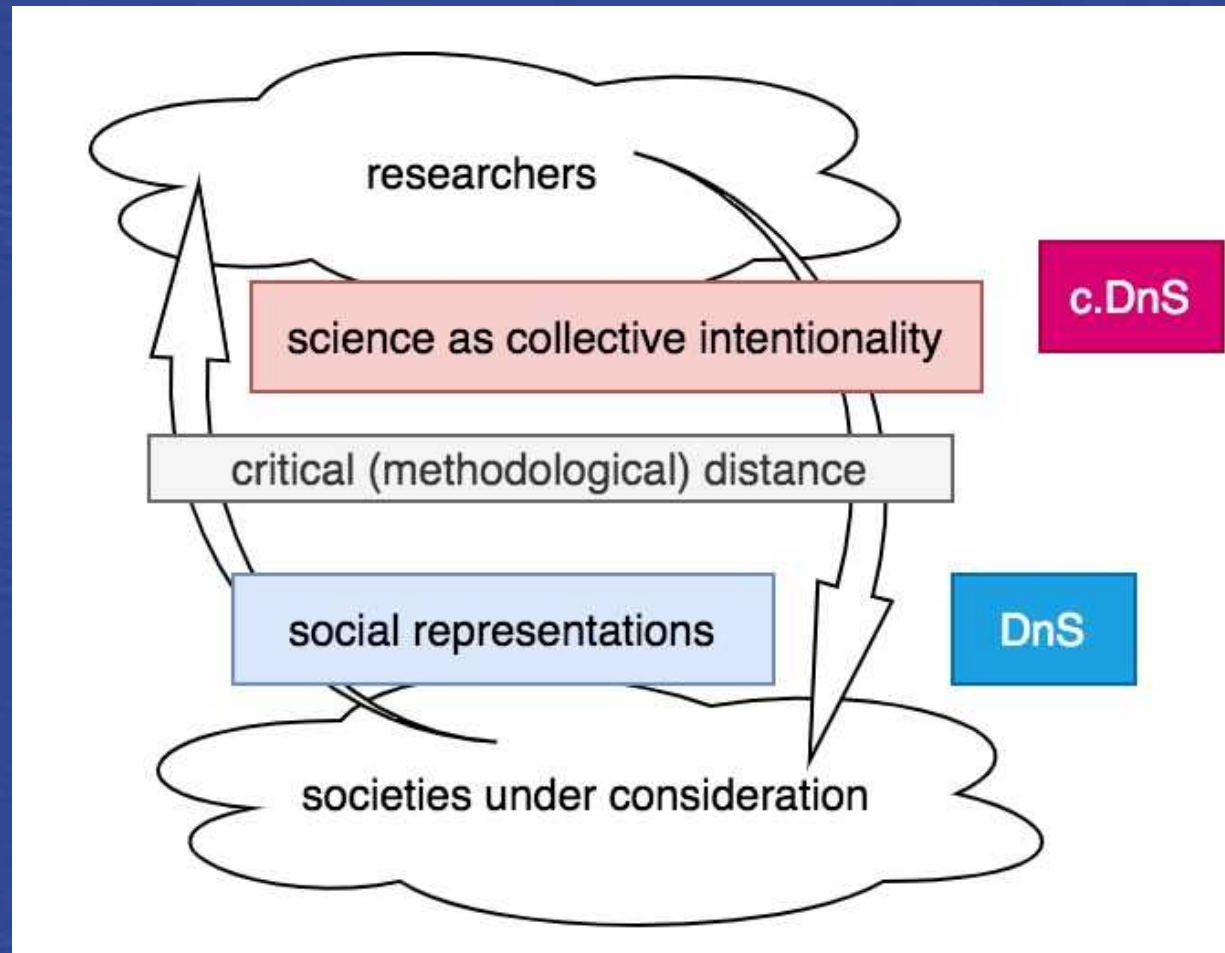 researchers
c.DnS
science as collective intentionality
critical (methodological) distance
social representations
DnS
societies under consideration